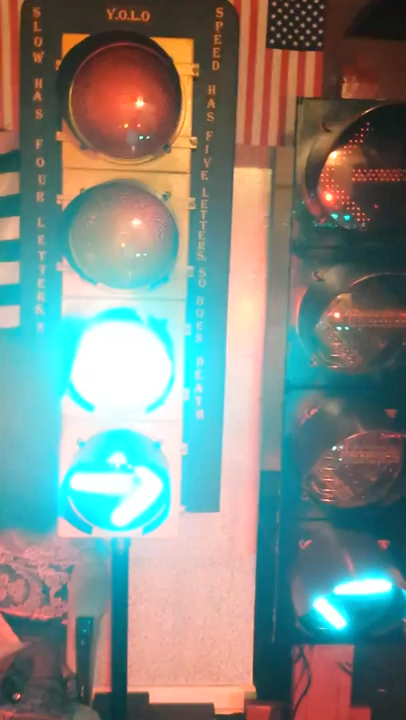 Y.O.L.O
SLOW HAS FOUR LETTERS,
SPEED HAS FIVE LETTERS, SO DOES DEATH